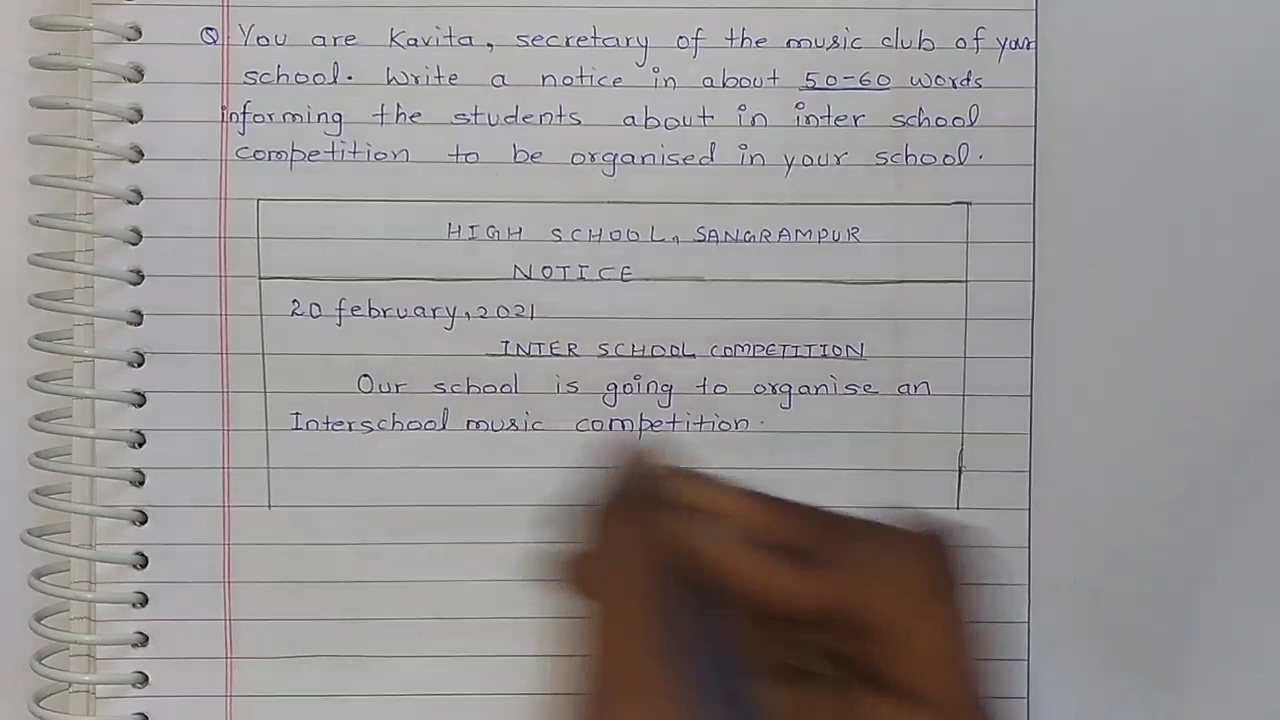 Q You are Kavita, secretary of the music club of your
school. Write a notice in about 50-60 words
informing the students about in inter school
competition to be organised in your school.
HIGH SCHOOL, SANGRAMPUR
NOTICE
20 february, 2021
INTER SCHOOL COMPETITION
Our school is going to organise an
Interschool music competition.